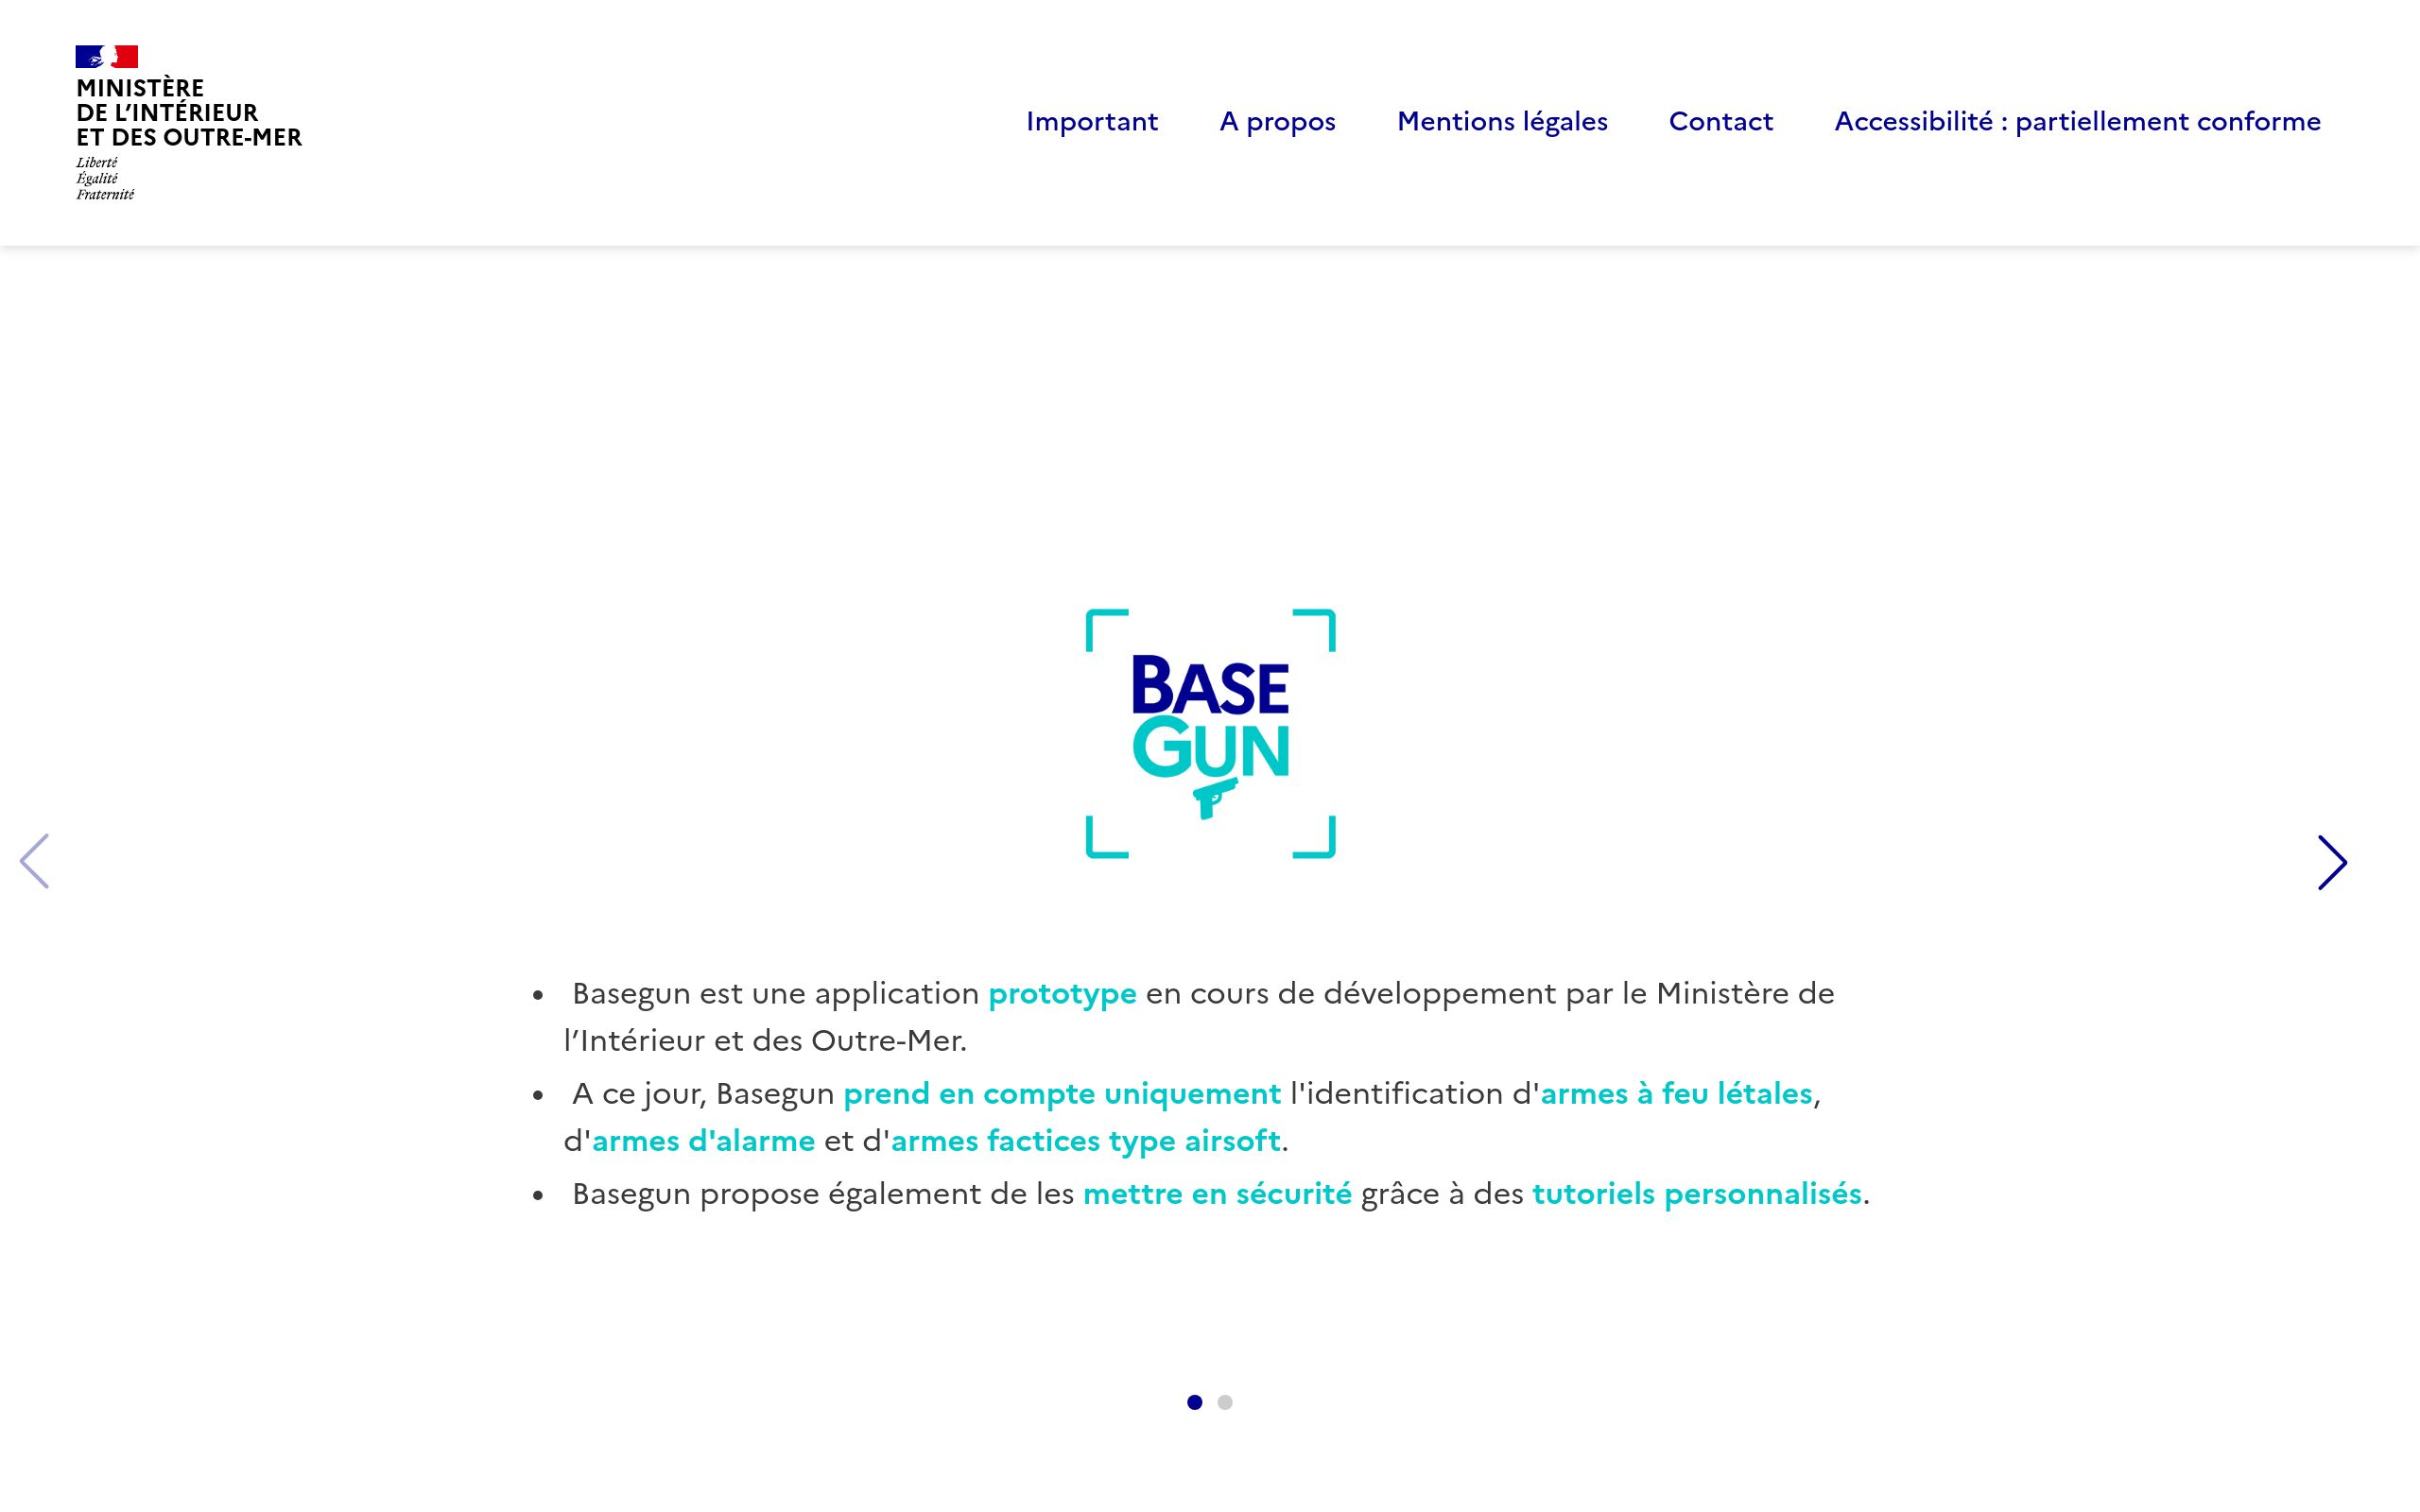 MINISTÈRE
DE L’INTÉRIEUR
ET DES OUTRE-MER
Liberté
Égalité
Fraternité
Important A propos Mentions légales Contact Accessibilité : partiellement conforme
BASE
GUN
• Basegun est une application prototype en cours de développement par le Ministère de
l’Intérieur et des Outre-Mer.
• A ce jour, Basegun prend en compte uniquement l'identification d'armes à feu létales,
d'armes d'alarme et d'armes factices type airsoft.
• Basegun propose également de les mettre en sécurité grâce à des tutoriels personnalisés.